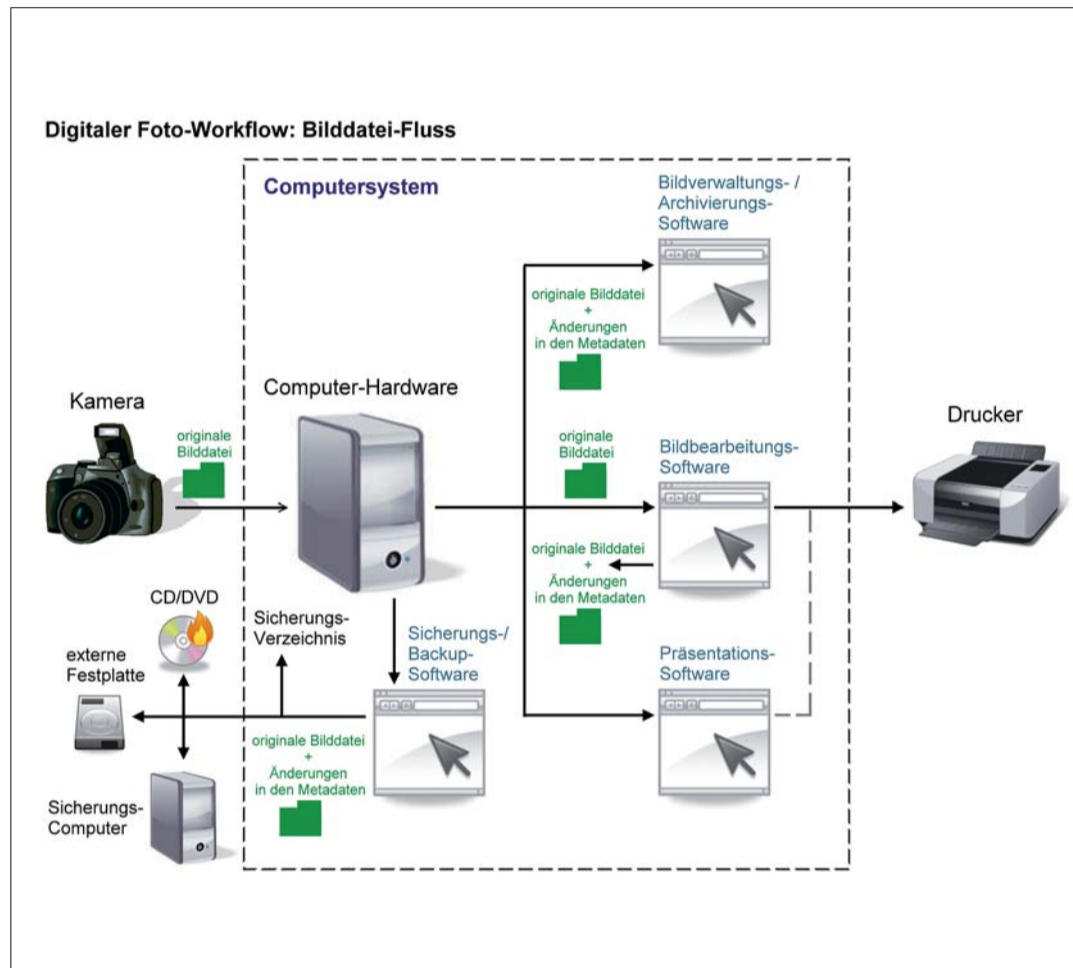 Digitaler Foto-Workflow: Bilddatei-Fluss
Computersystem
Bildverwaltungs- /
Archivierungs-
Software
originale Bilddatei
+
Änderungen
in den Metadaten
Computer-Hardware
Kamera
originale
Bilddatei
originale
Bilddatei
Bildbearbeitungs-
Software
Drucker
originale Bilddatei
+
Änderungen
in den Metadaten
CD/DVD
externe
Festplatte
Sicherungs-
Verzeichnis
Sicherungs-/
Backup-
Software
Präsentations-
Software
originale Bilddatei
+
Änderungen
in den Metadaten
Sicherungs-
Computer